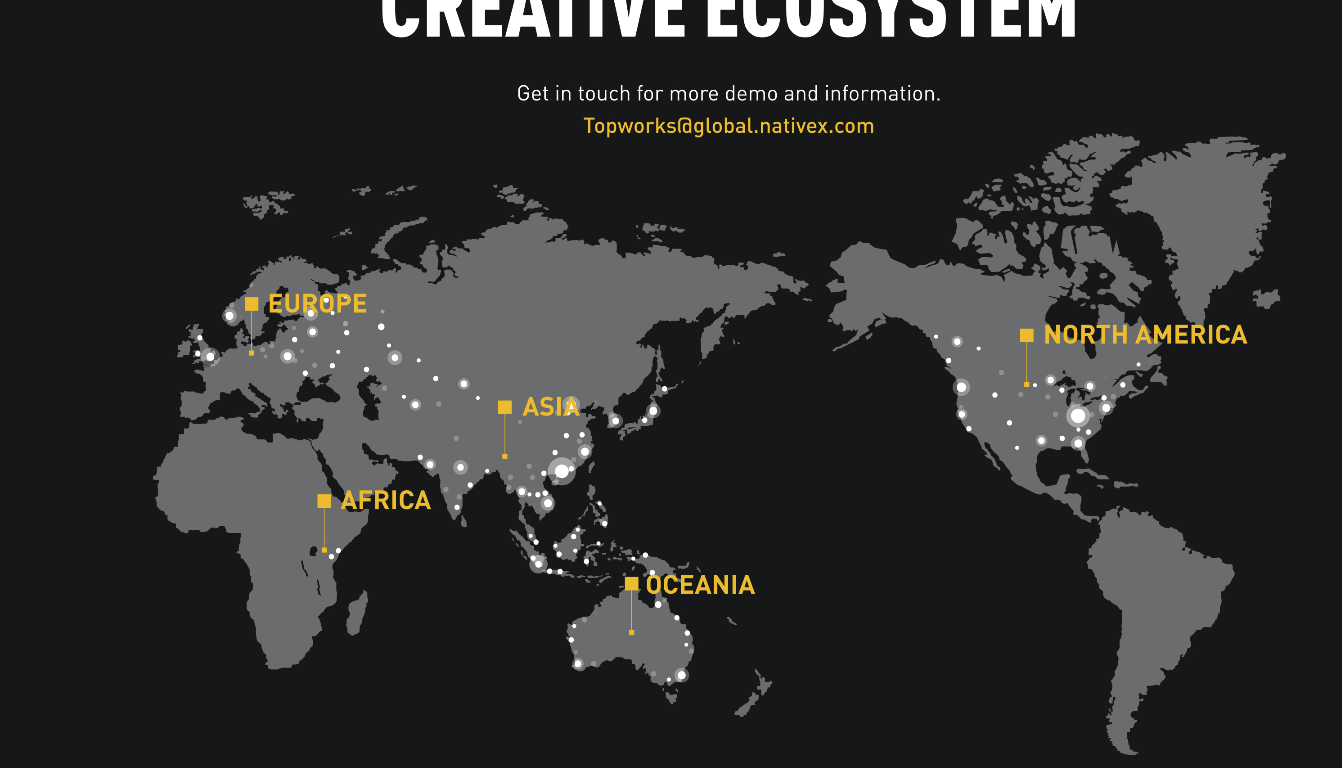 CREATIVE ECOSYSTEM
Get in touch for more demo and information.
Topworks@global.nativex.com
EUROPE
NORTH AMERICA
ASIA
AFRICA
OCEANIA